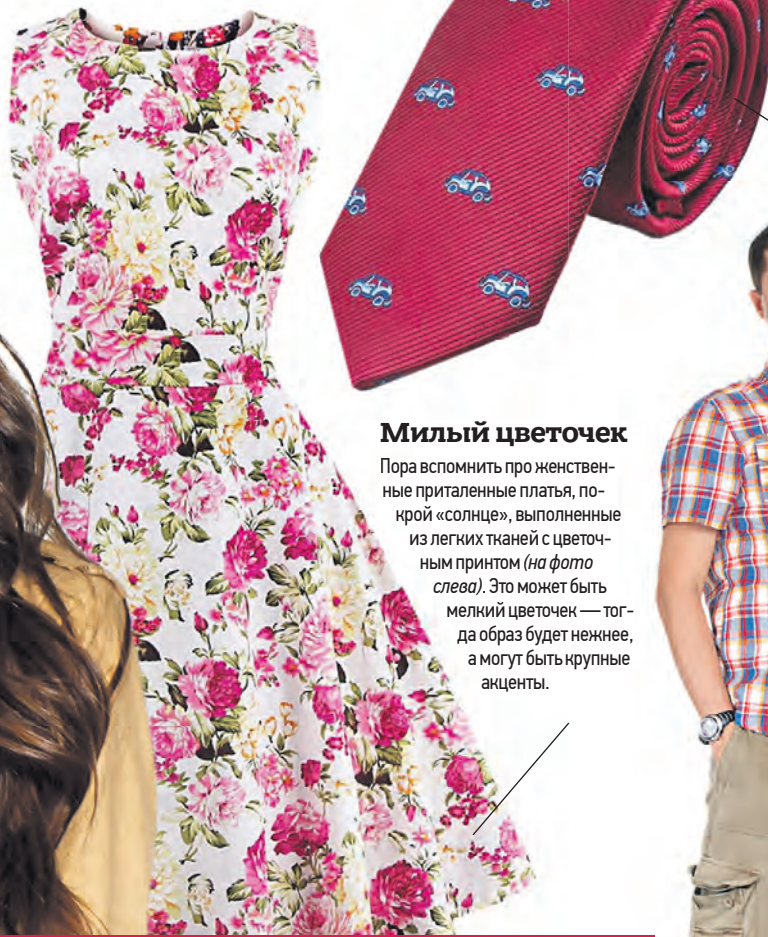 Милый цветочек
Пора вспомнить про женствен-
ные приталенные платья, по-
крой «солнце», выполненные
из легких тканей с цветоч-
ным принтом (на фото
слева). Это может быть
мелкий цветочек — тог-
да образ будет нежнее,
а могут быть крупные
акценты.